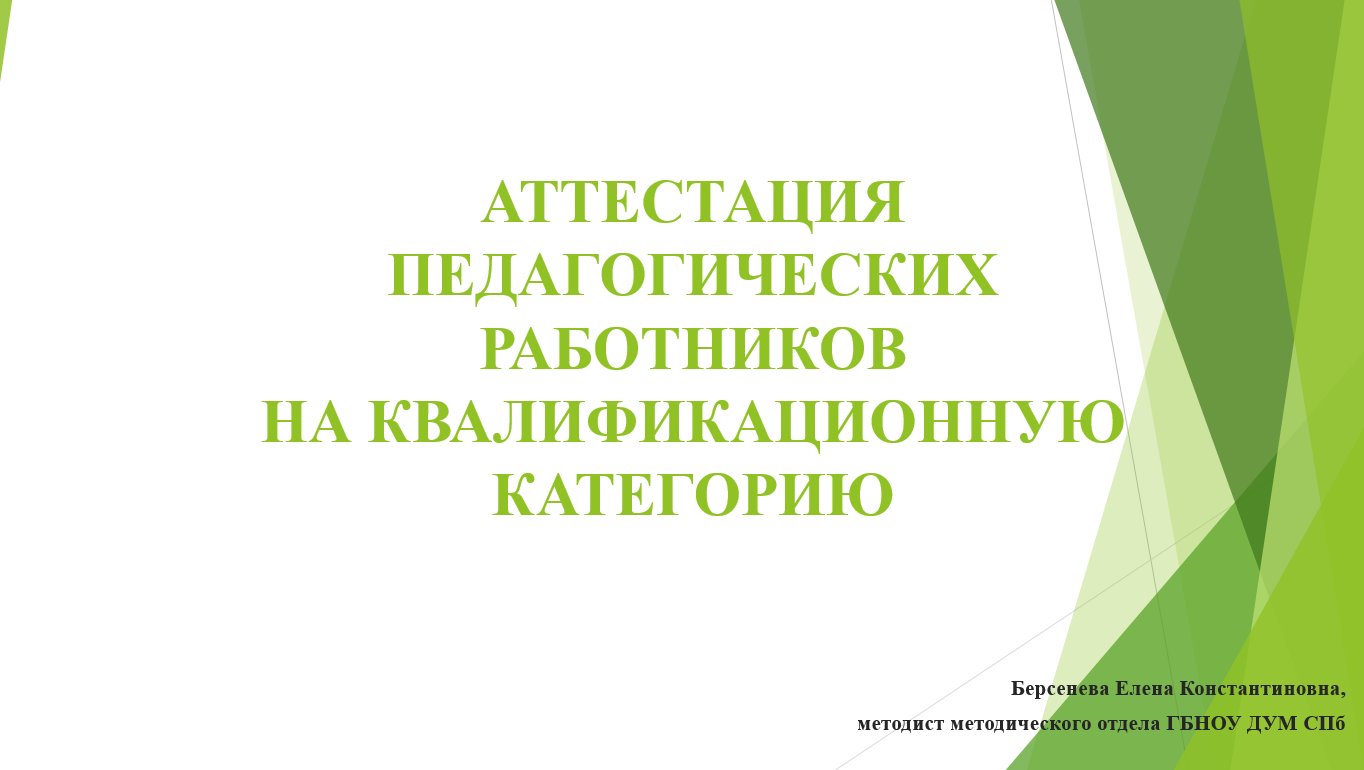 АТТЕСТАЦИЯ
ПЕДАГОГИЧЕСКИХ
РАБОТНИКОВ
НА КВАЛИФИКАЦИОННУЮ
КАТЕГОРИЮ
Берсенева Елена Константиновна,
методист методического отдела ГБНОУ ДУМ СПб